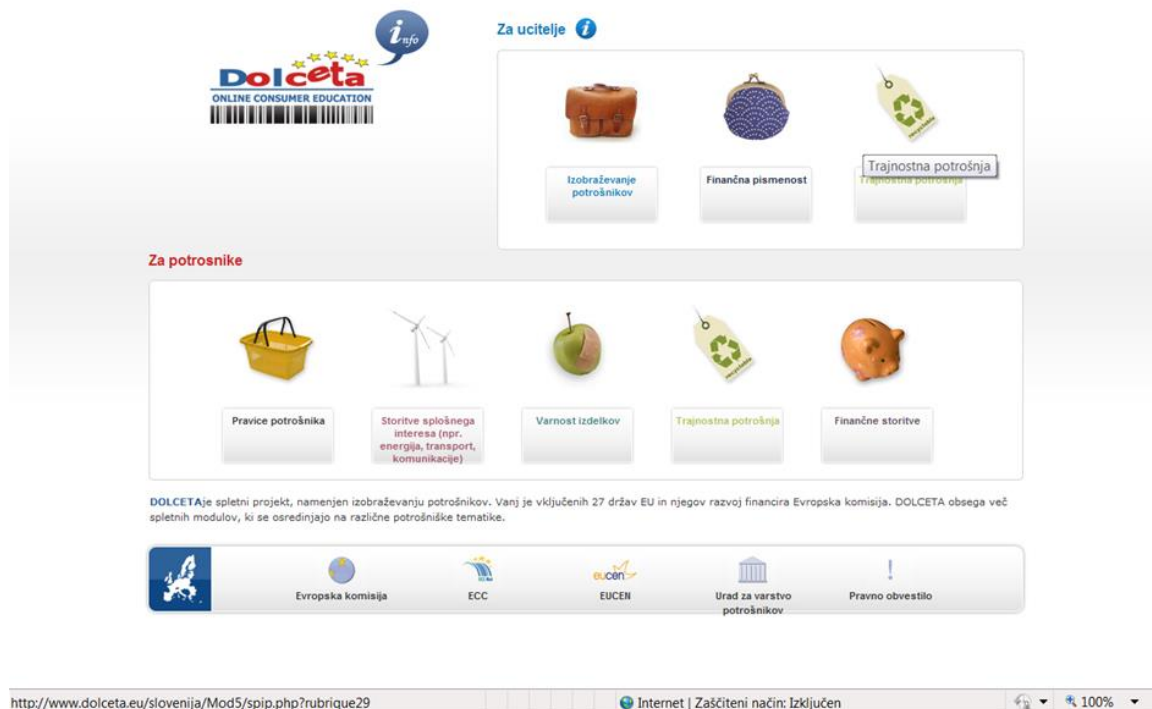 info
Za ucitelje i
Dolceta
ONLINE CONSUMER EDUCATION
recyclable
Trajnostna potrošnja
Izobraževanje
potrošnikov
Finančna pismenost
Trajnostna potrošnja
Za potrosnike
recyclable
Pravice potrošnika
Storitve splošnega
interesa (npr.
energija, transport,
komunikacije)
Varnost izdelkov
Trajnostna potrošnja
Finančne storitve
DOLCETAje spletni projekt, namenjen izobraževanju potrošnikov. Vanj je vključenih 27 držav EU in njegov razvoj financira Evropska komisija. DOLCETA obsega več
spletnih modulov, ki se osredinjajo na različne potrošniške tematike.
eucen
Evropska komisija
ECC
EUCEN
Urad za varstvo
potrošnikov
!
Pravno obvestilo
http://www.dolceta.eu/slovenija/Mod5/spip.php?rubrique29
Internet | Zaščiteni način: Izključen
100%